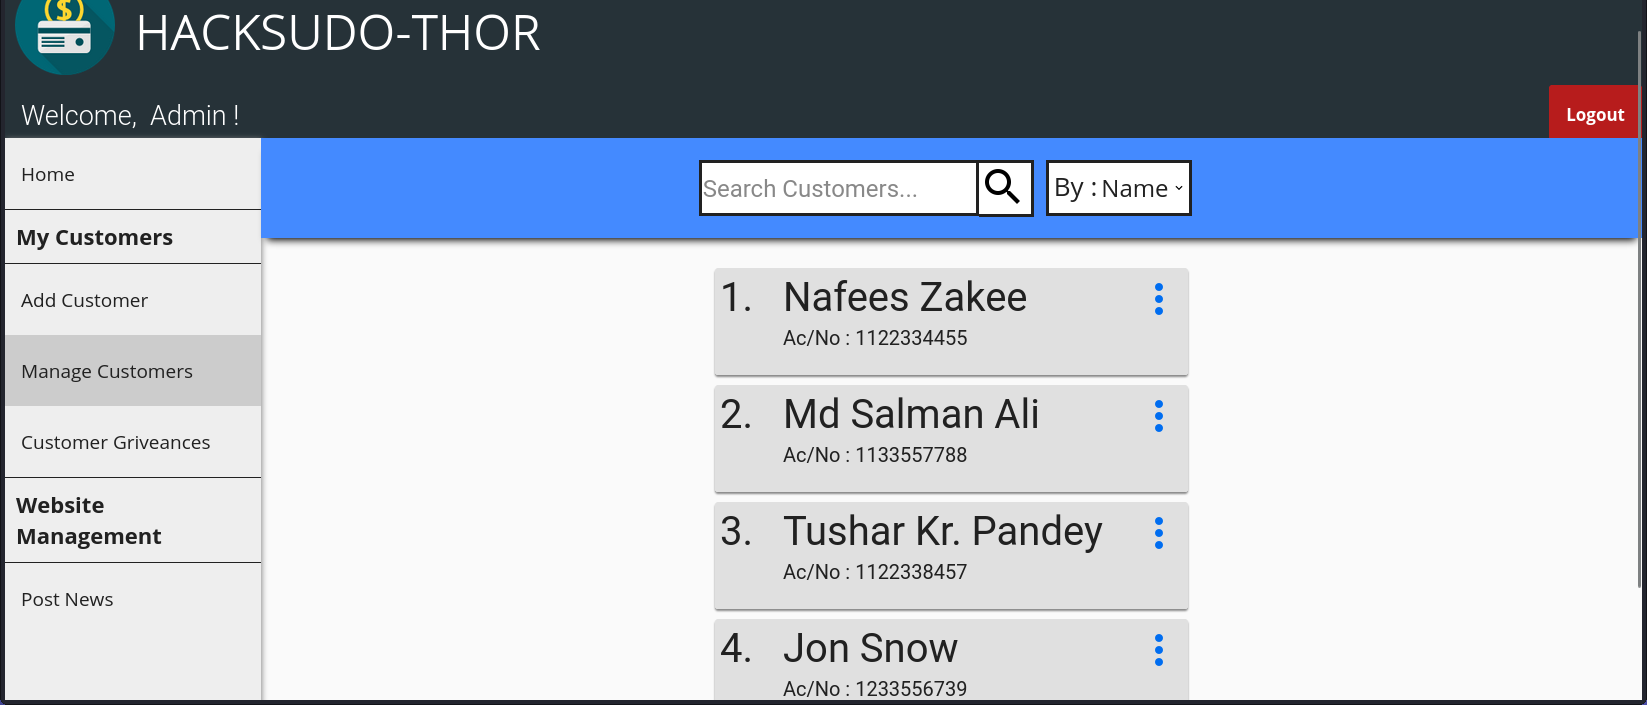 HACKSUDO-THOR
Welcome, Admin !
Logout
Home
My Customers
Add Customer
Manage Customers
Customer Griveances
Website
Management
Post News
Search Customers...
By : Name
1. Nafees Zakee
Ac/No : 1122334455
2. Md Salman Ali
Ac/No : 1133557788
3. Tushar Kr. Pandey
Ac/No : 1122338457
4. Jon Snow
Ac/No : 1233556739